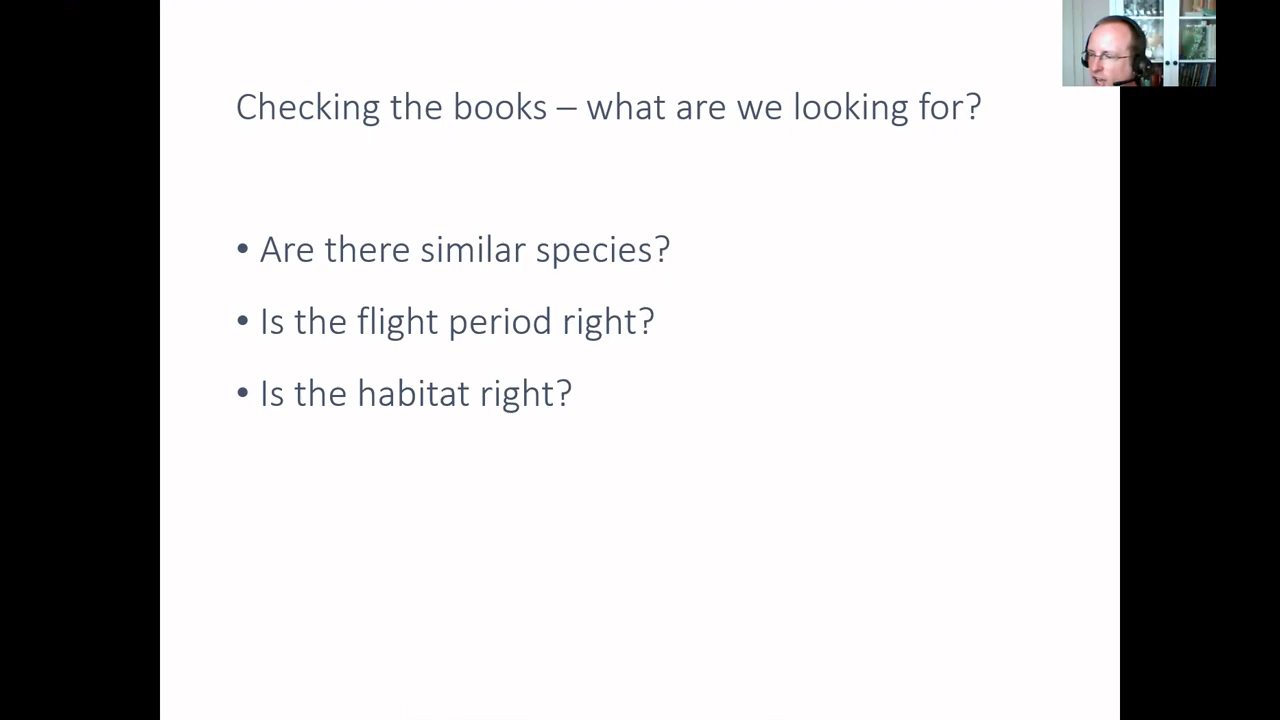 Checking the books – what are we looking for?
• Are there similar species?
• Is the flight period right?
• Is the habitat right?